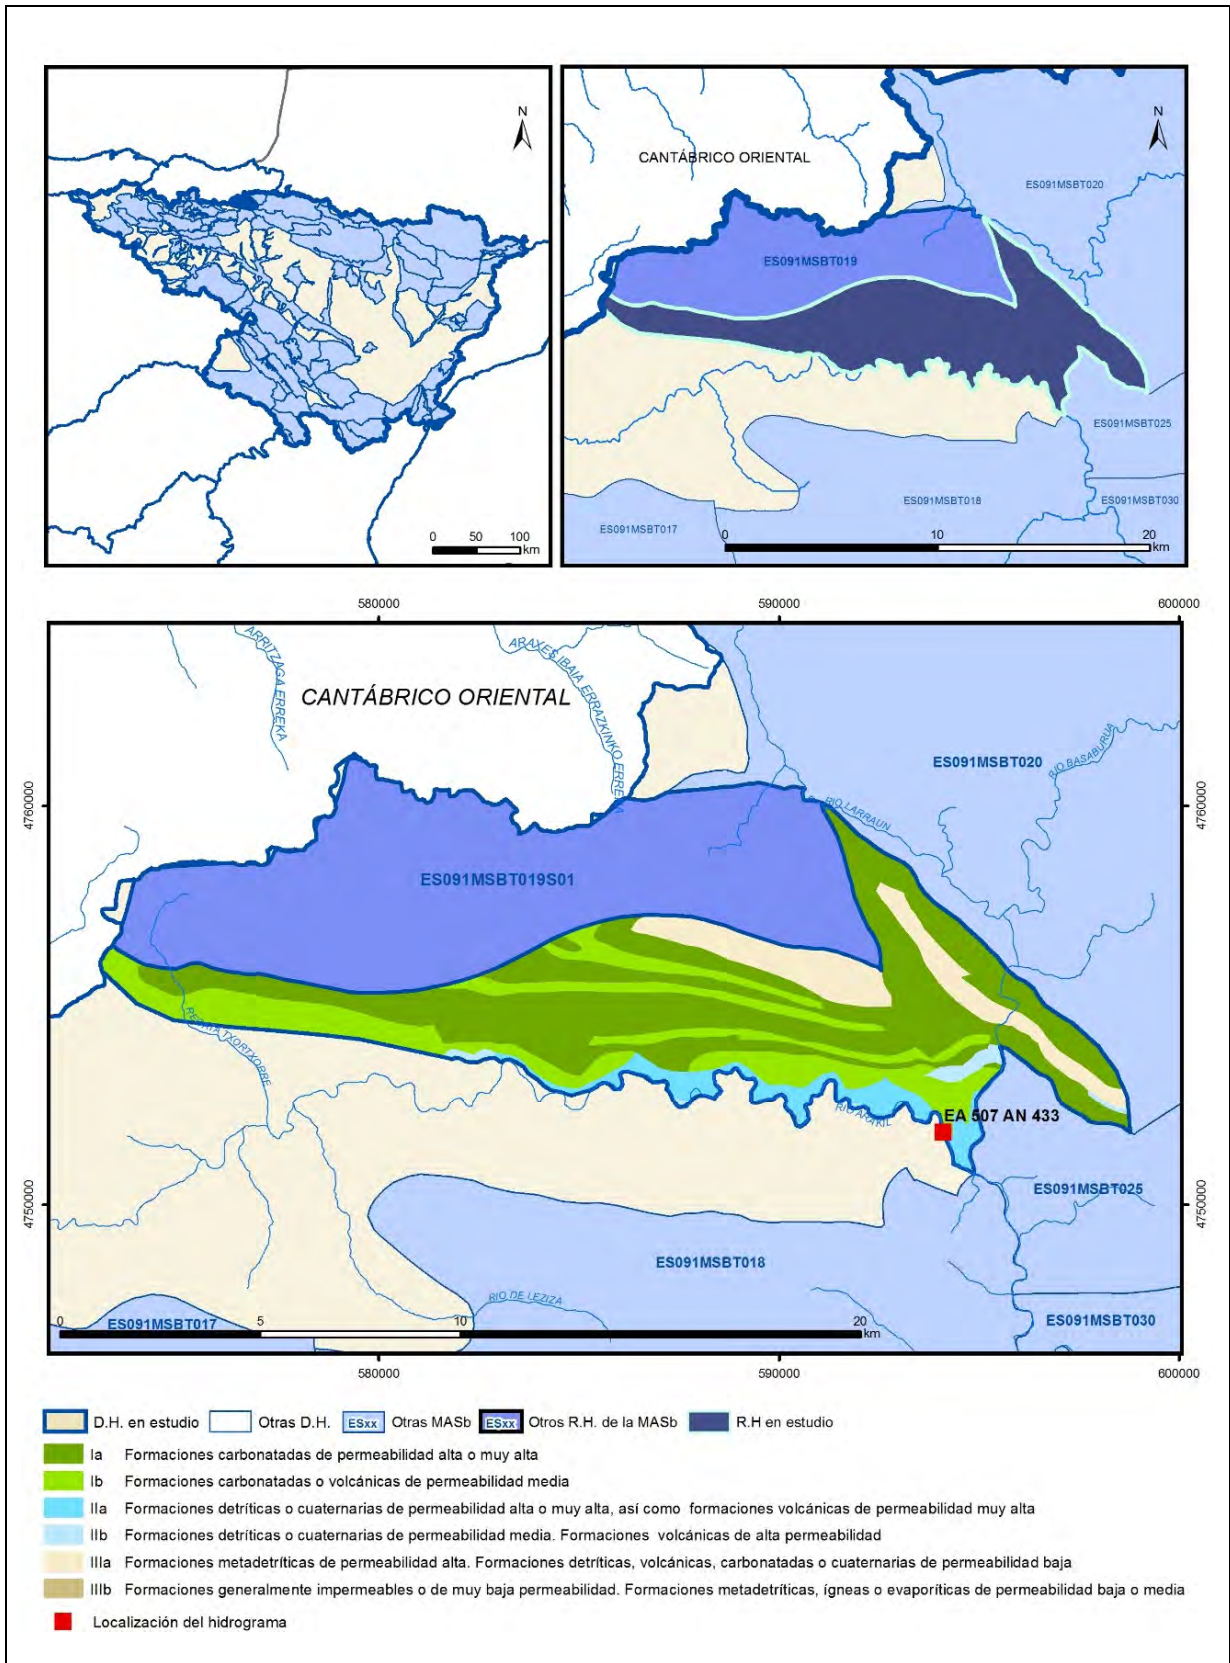 N
0 50 100
km
N
CANTÁBRICO ORIENTAL
ES091MSBT020
ES091MSBT019
ES091MSBT025
ES091MSBT018
ES091MSBT030
ES091MSBT017
0 10 20
km
580000 590000 600000
ARRITZAGA ERREKA
ARAXES IBAIA ERRAZKINKO ERREKA
CANTÁBRICO ORIENTAL
ES091MSBT020
RIO BASABURUA
4760000
4760000
RIO LARRAUN
ES091MSBT019S01
REGATA TXORTXORRE
RIO ARAKIL
EA 507 AN 433
ES091MSBT025
4750000
4750000
ES091MSBT018
RIO DE LEZIZA
ES091MSBT017
ES091MSBT030
0 5 10 20
km
580000 590000 600000
D.H. en estudio
Otras D.H.
ESxx Otras MASb
ESxx Otros R.H. de la MASb
R.H en estudio
Ia Formaciones carbonatadas de permeabilidad alta o muy alta
Ib Formaciones carbonatadas o volcánicas de permeabilidad media
IIa Formaciones detríticas o cuaternarias de permeabilidad alta o muy alta, así como formaciones volcánicas de permeabilidad muy alta
IIb Formaciones detríticas o cuaternarias de permeabilidad media. Formaciones volcánicas de alta permeabilidad
IIIa Formaciones metadetríticas de permeabilidad alta. Formaciones detríticas, volcánicas, carbonatadas o cuaternarias de permeabilidad baja
IIIb Formaciones generalmente impermeables o de muy baja permeabilidad. Formaciones metadetríticas, ígneas o evaporíticas de permeabilidad baja o media
Localización del hidrograma